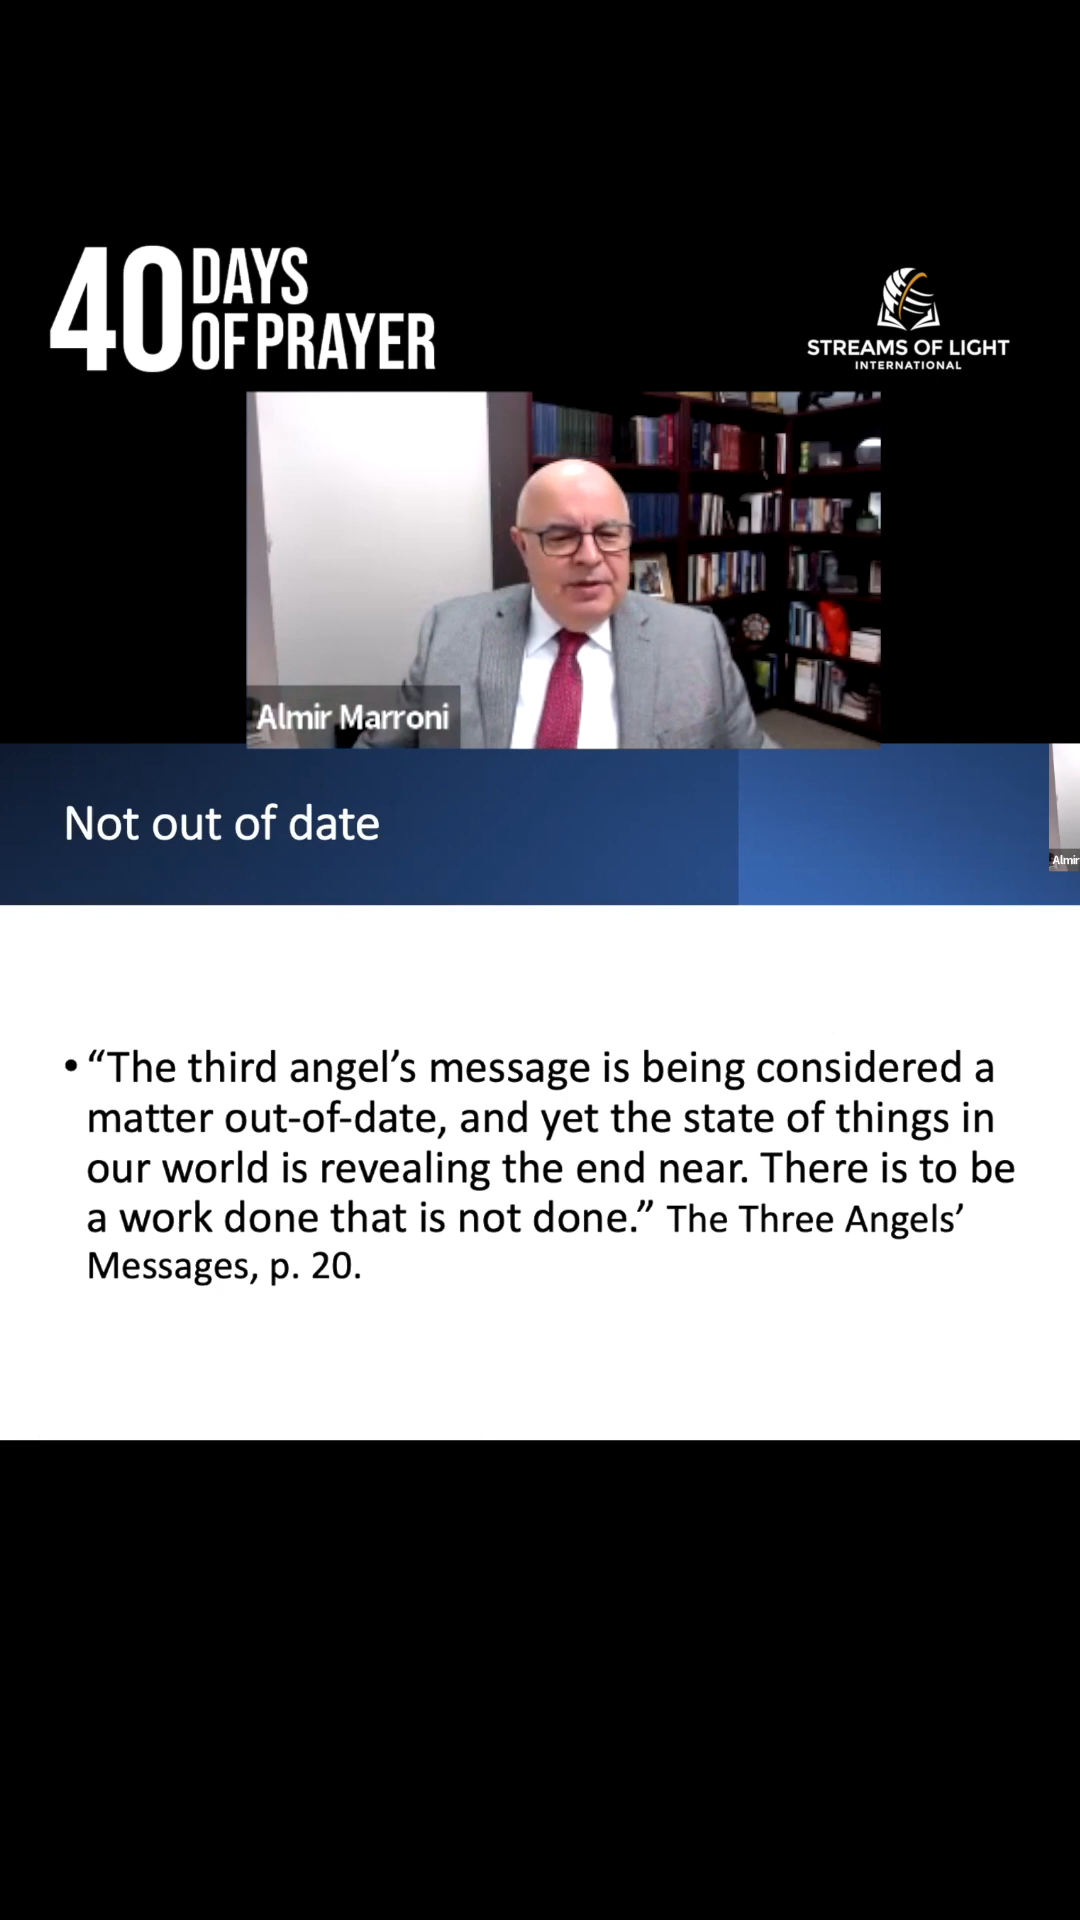 40 DAYS
OF PRAYER
STREAMS OF LIGHT
INTERNATIONAL
Almir Marroni
Not out of date
Almir
• “The third angel’s message is being considered a
matter out-of-date, and yet the state of things in
our world is revealing the end near. There is to be
a work done that is not done.” The Three Angels’
Messages, p. 20.